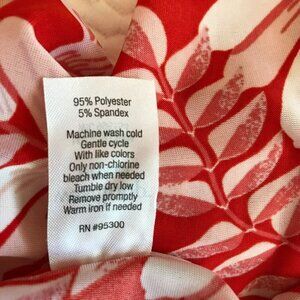 95% Polyester
5% Spandex
Machine wash cold
Gentle cycle
With like colors
Only non-chlorine
bleach when needed
Tumble dry low
Remove promptly
Warm iron if needed
RN #95300